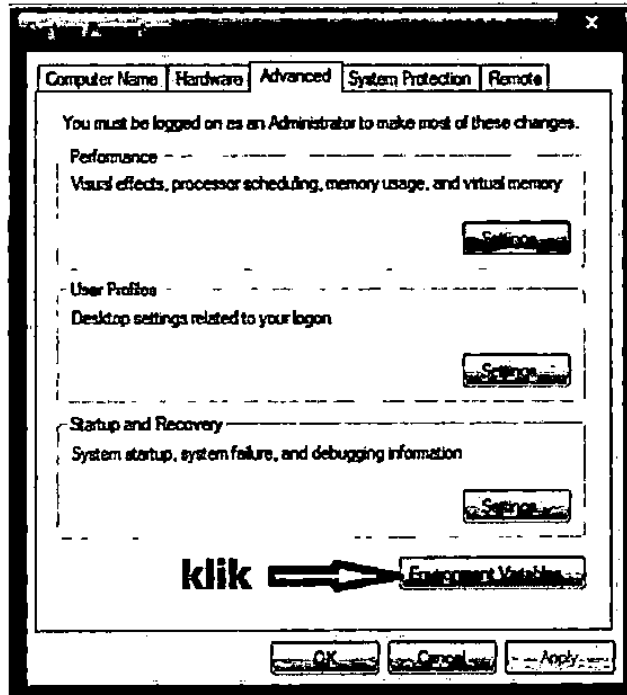 Computer Name Hardware Advanced System Protection Remote
You must be logged on as an Administrator to make most of these changes.
Performance
Visual effects, processor scheduling, memory usage, and virtual memory
Settings...
User Profiles
Desktop settings related to your logon
Settings...
Startup and Recovery
System startup, system failure, and debugging information
Settings...
klik
Environment Variables...
OK Cancel Apply